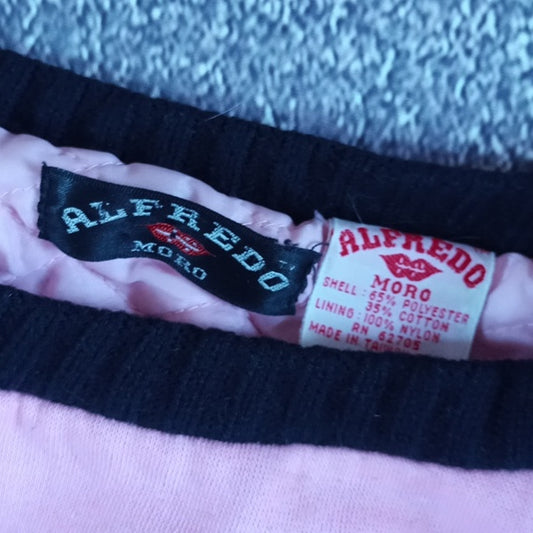 ALFREDO
MORO
ALFREDO
MORO
SHELL: 65% POLYESTER
35% COTTON
LINING: 100% NYLON
RN 62705
MADE IN TAIWAN